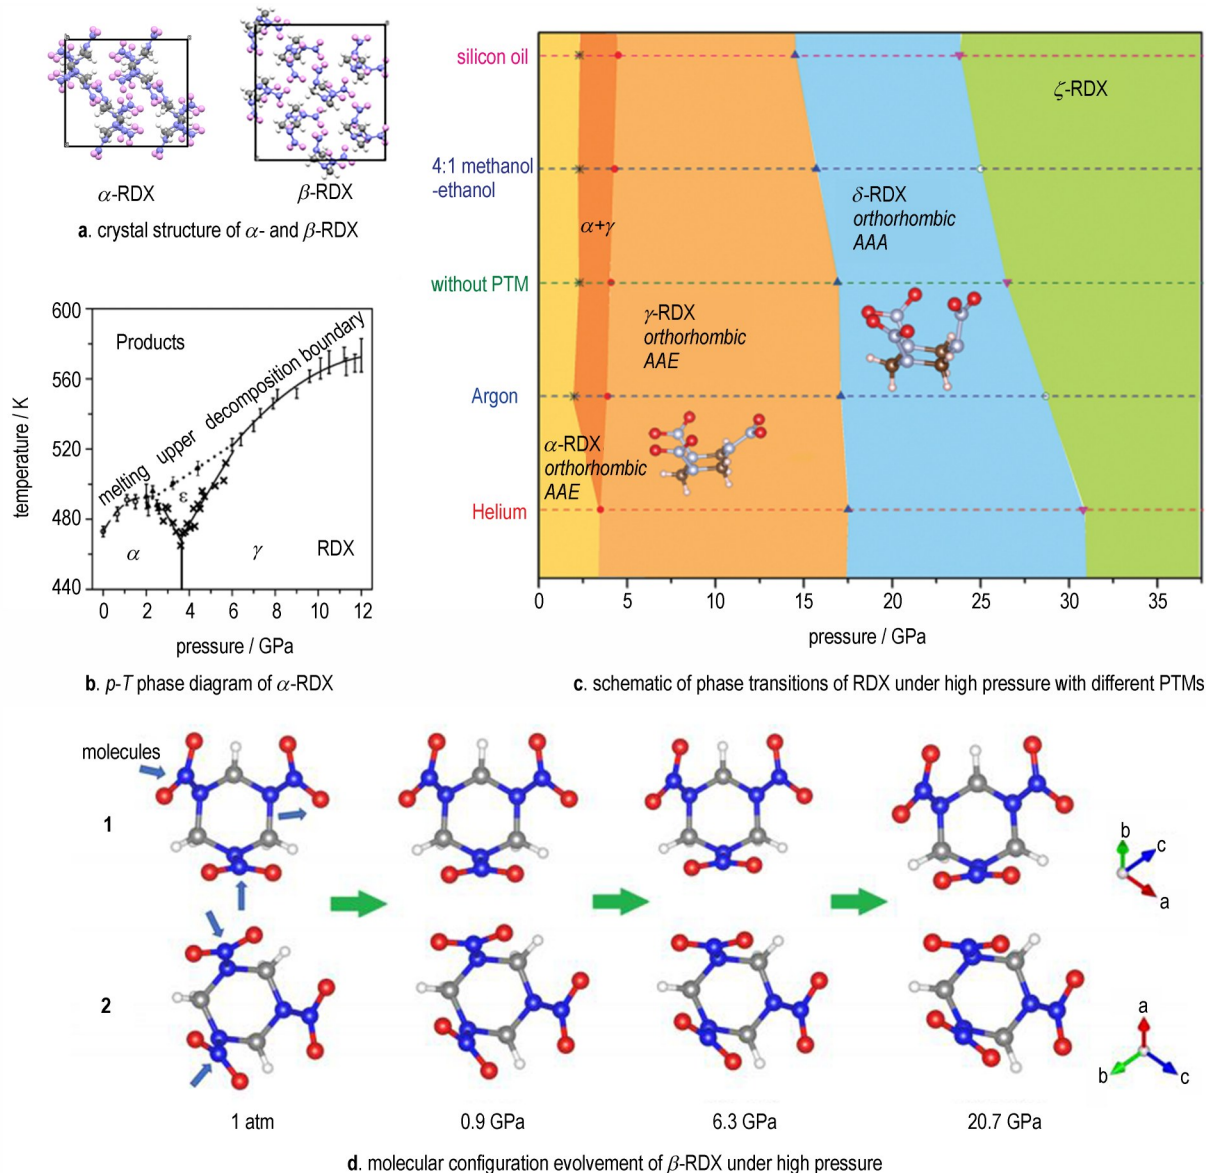 α-RDX
β-RDX
a. crystal structure of α- and β-RDX
600
560
520
480
440
temperature / K
Products
melting upper decomposition boundary
ε
α
γ
RDX
0 2 4 6 8 10 12
pressure / GPa
b. p-T phase diagram of α-RDX
silicon oil
4:1 methanol
-ethanol
without PTM
Argon
Helium
ζ-RDX
δ-RDX
orthorhombic
AAA
α+γ
γ-RDX
orthorhombic
AAE
α-RDX
orthorhombic
AAE
0 5 10 15 20 25 30 35
pressure / GPa
c. schematic of phase transitions of RDX under high pressure with different PTMs
molecules
1
b
c
a
2
a
b
c
1 atm
0.9 GPa
6.3 GPa
20.7 GPa
d. molecular configuration evolvement of β-RDX under high pressure